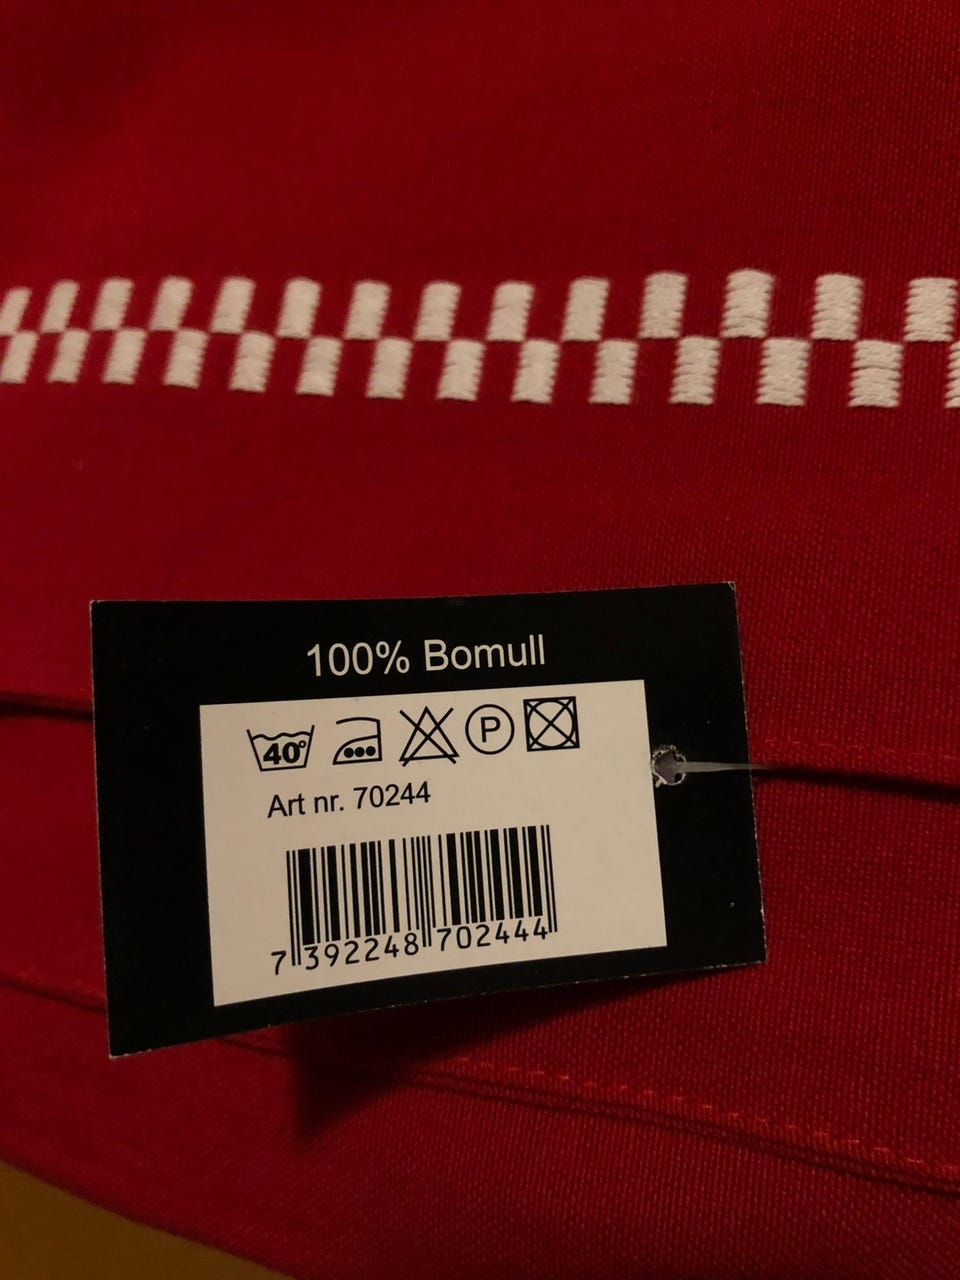 100% Bomull
40° P
Art nr. 70244
7 392248 702444